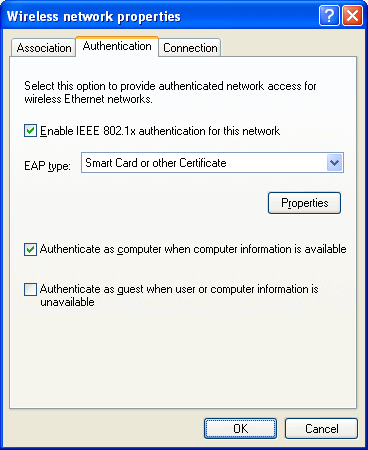 Wireless network properties
Association Authentication Connection
Select this option to provide authenticated network access for
wireless Ethernet networks.
Enable IEEE 802.1x authentication for this network
EAP type: Smart Card or other Certificate
Properties
Authenticate as computer when computer information is available
Authenticate as guest when user or computer information is
unavailable
OK Cancel